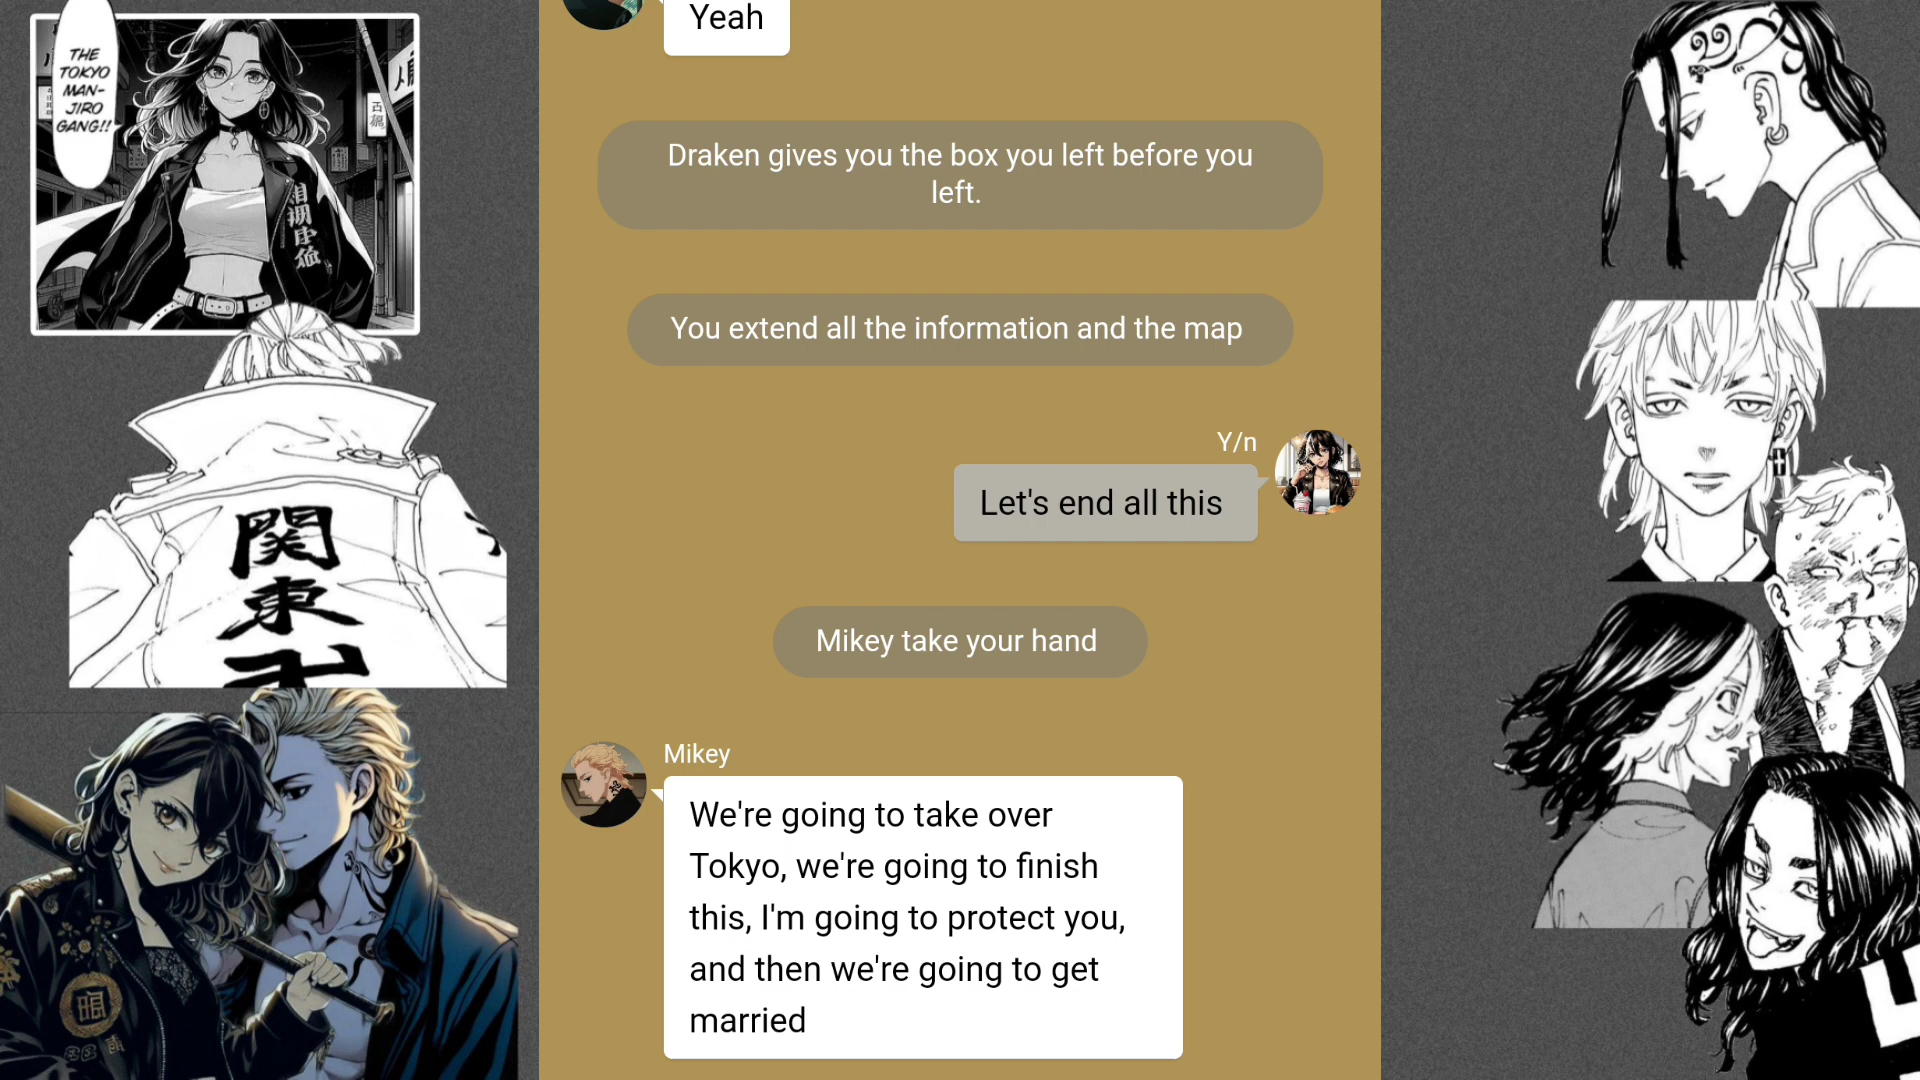 THE
TOKYO
MAN-
JIRO
GANG!!
関
東
卍
Yeah
Draken gives you the box you left before you
left.
You extend all the information and the map
Y/n
Let's end all this
Mikey take your hand
Mikey
We're going to take over
Tokyo, we're going to finish
this, I'm going to protect you,
and then we're going to get
married